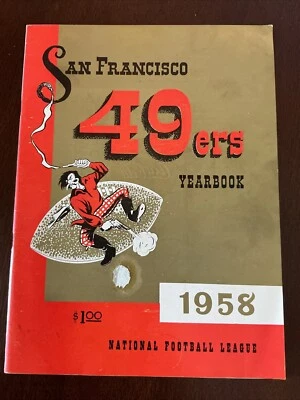 SAN FRANCISCO
49ers
YEARBOOK
1958
$1.00
NATIONAL FOOTBALL LEAGUE